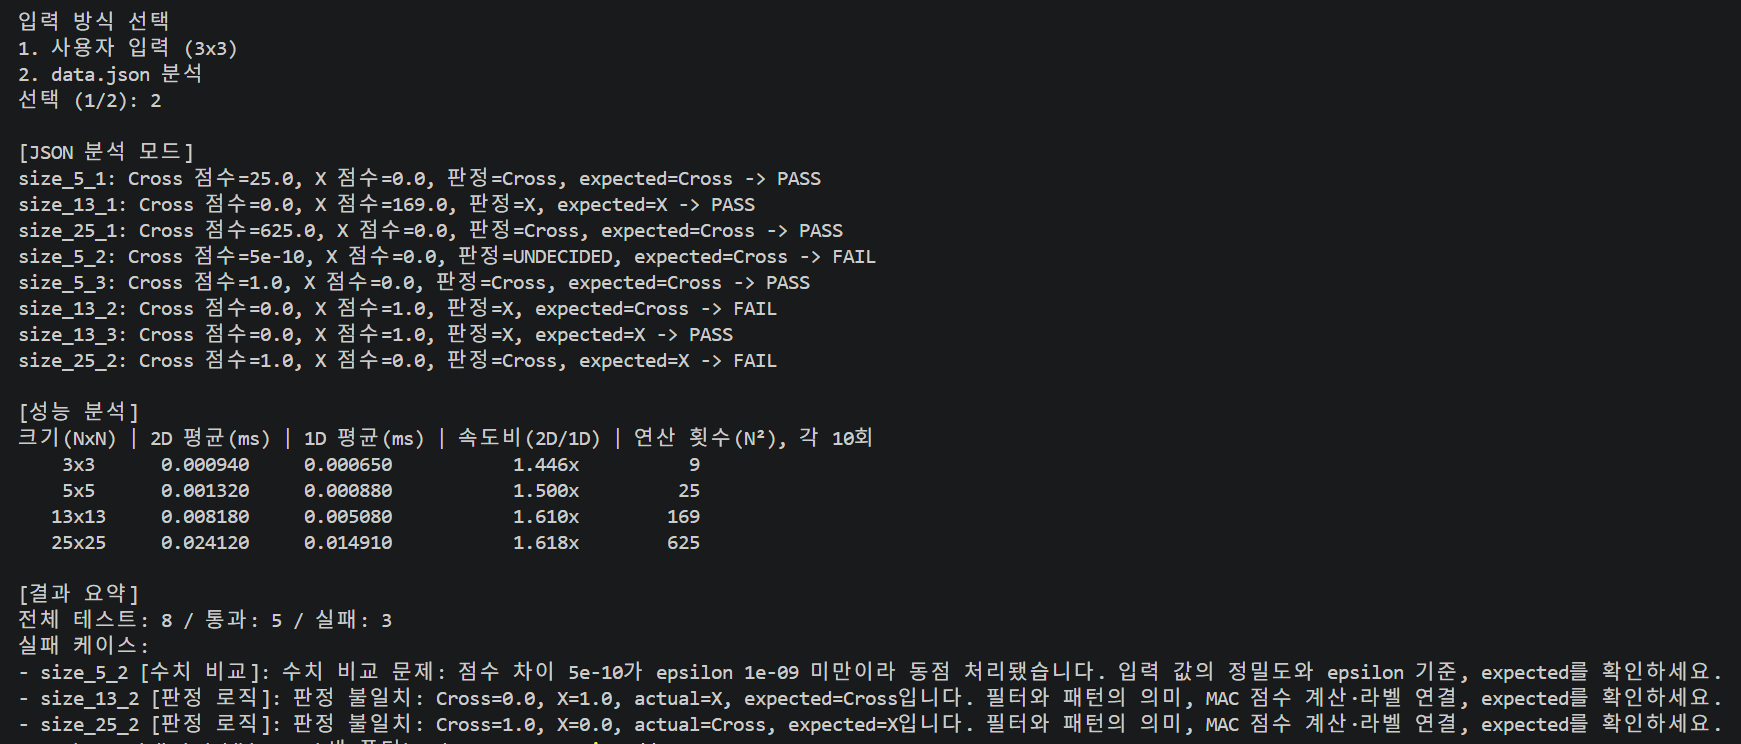 입력 방식 선택
1. 사용자 입력 (3x3)
2. data.json 분석
선택 (1/2): 2
[JSON 분석 모드]
size_5_1: Cross 점수=25.0, X 점수=0.0, 판정=Cross, expected=Cross -> PASS
size_13_1: Cross 점수=0.0, X 점수=169.0, 판정=X, expected=X -> PASS
size_25_1: Cross 점수=625.0, X 점수=0.0, 판정=Cross, expected=Cross -> PASS
size_5_2: Cross 점수=5e-10, X 점수=0.0, 판정=UNDECIDED, expected=Cross -> FAIL
size_5_3: Cross 점수=1.0, X 점수=0.0, 판정=Cross, expected=Cross -> PASS
size_13_2: Cross 점수=0.0, X 점수=1.0, 판정=X, expected=Cross -> FAIL
size_13_3: Cross 점수=0.0, X 점수=1.0, 판정=X, expected=X -> PASS
size_25_2: Cross 점수=1.0, X 점수=0.0, 판정=Cross, expected=X -> FAIL
[성능 분석]
크기(NxN) | 2D 평균(ms) | 1D 평균(ms) | 속도비(2D/1D) | 연산 횟수(N²), 각 10회
3x3 0.000940 0.000650 1.446x 9
5x5 0.001320 0.000880 1.500x 25
13x13 0.008180 0.005080 1.610x 169
25x25 0.024120 0.014910 1.618x 625
[결과 요약]
전체 테스트: 8 / 통과: 5 / 실패: 3
실패 케이스:
- size_5_2 [수치 비교]: 수치 비교 문제: 점수 차이 5e-10가 epsilon 1e-09 미만이라 동점 처리됐습니다. 입력 값의 정밀도와 epsilon 기준, expected를 확인하세요.
- size_13_2 [판정 로직]: 판정 불일치: Cross=0.0, X=1.0, actual=X, expected=Cross입니다. 필터와 패턴의 의미, MAC 점수 계산·라벨 연결, expected를 확인하세요.
- size_25_2 [판정 로직]: 판정 불일치: Cross=1.0, X=0.0, actual=Cross, expected=X입니다. 필터와 패턴의 의미, MAC 점수 계산·라벨 연결, expected를 확인하세요.